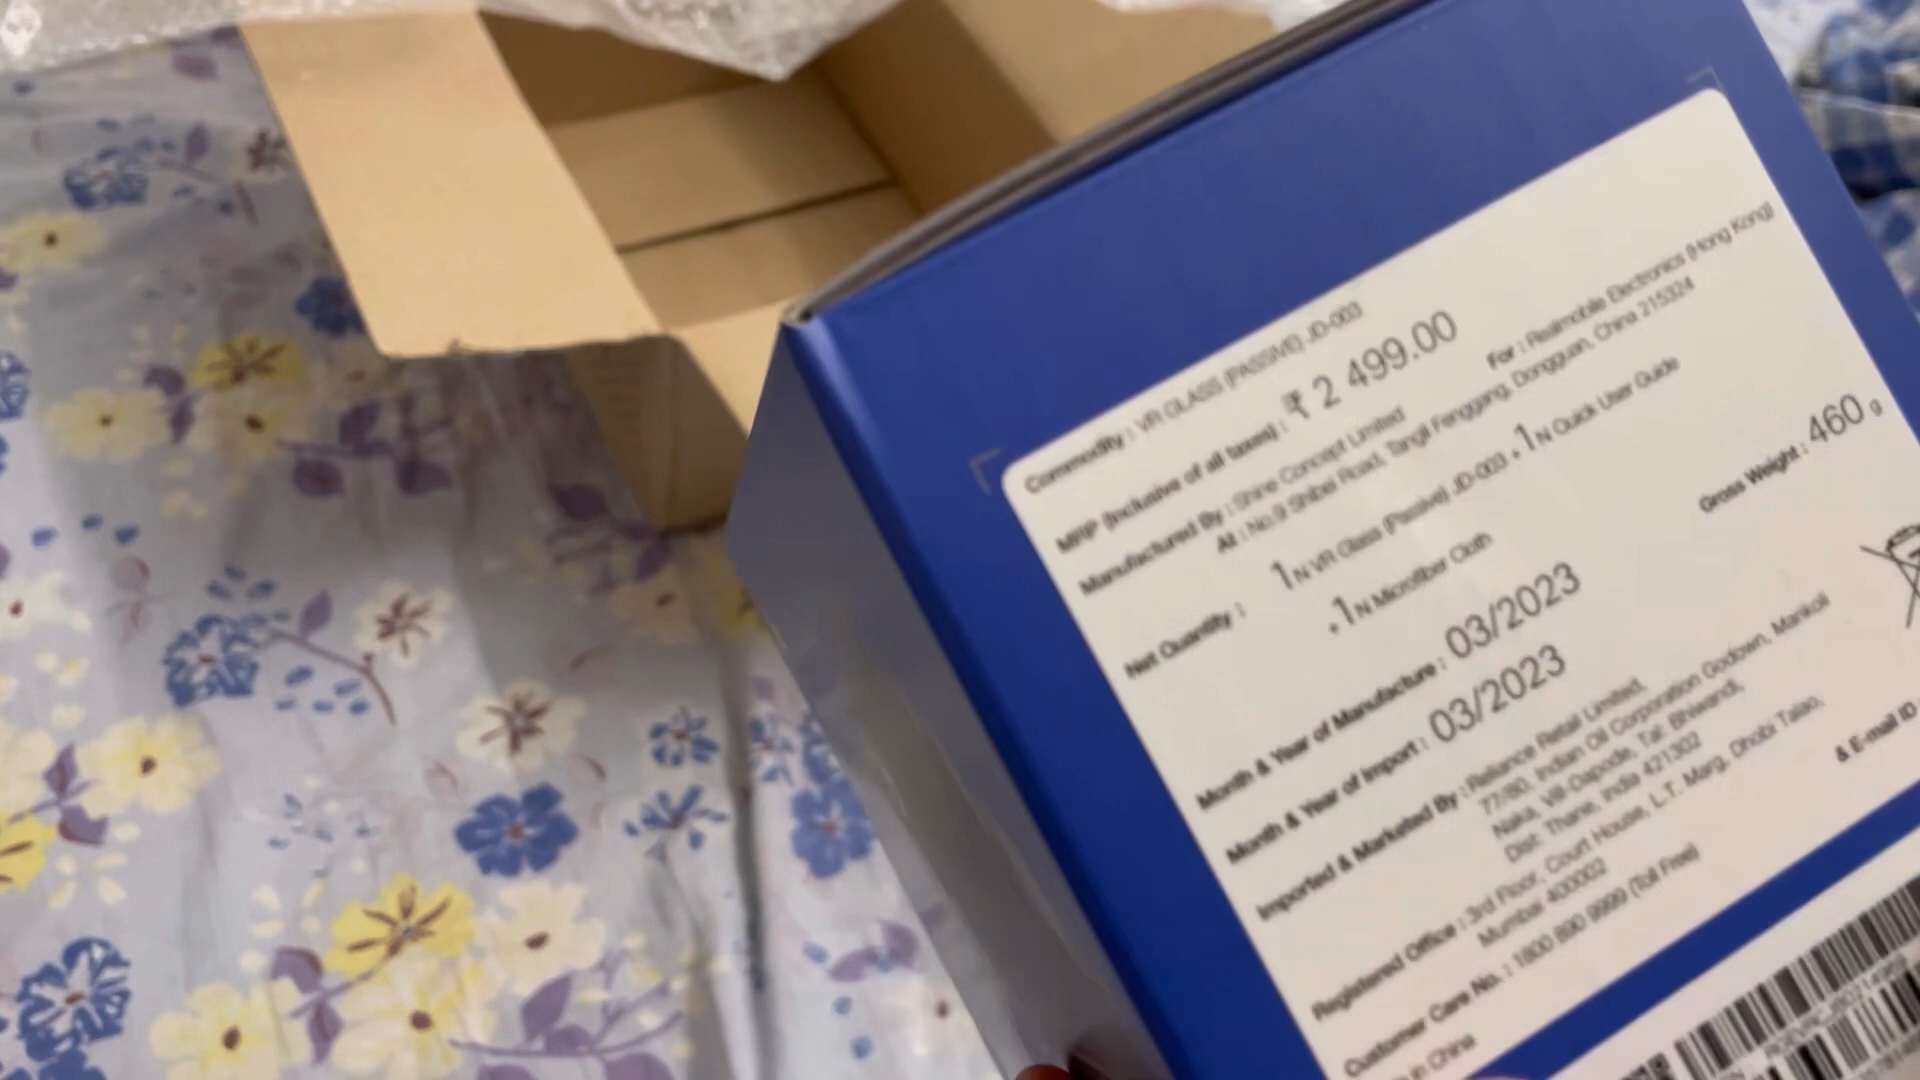 Commodity : VR GLASS (PASSIVE) JD-003
MRP (Inclusive of all taxes) : ₹ 2 499.00
Manufactured By : Shine Concept Limited For : Realmobile Electronics (Hong Kong)
At : No.9 Shibei Road, Tangli Fenggang, Dongguan, China 215324
Net Quantity : 1 N VR Glass (Passive) JD-003 + 1 N Quick User Guide
+ 1 N Microfiber Cloth
Gross Weight : 460 g
Month & Year of Manufacture : 03/2023
Month & Year of Import : 03/2023
Imported & Marketed By : Reliance Retail Limited,
77/80, Indian Oil Corporation Godown, Mankoli
Naka, Vill-Dapode, Tal: Bhiwandi,
Dist: Thane, India 421302
Registered Office : 3rd Floor, Court House, L.T. Marg, Dhobi Talao,
Mumbai 400002
Customer Care No. : 1800 890 9999 (Toll Free)
& E-mail ID
in China